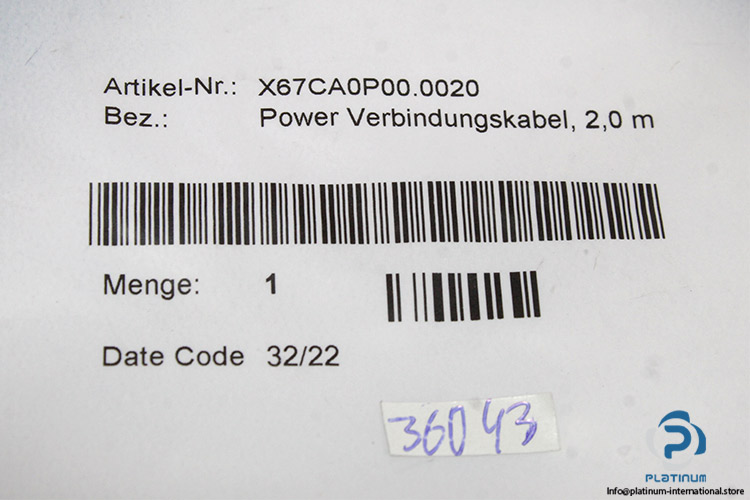 Artikel-Nr.: X67CA0P00.0020
Bez.: Power Verbindungskabel, 2,0 m
Menge: 1
Date Code 32/22
36043
PLATINUM
Info@platinum-international.store